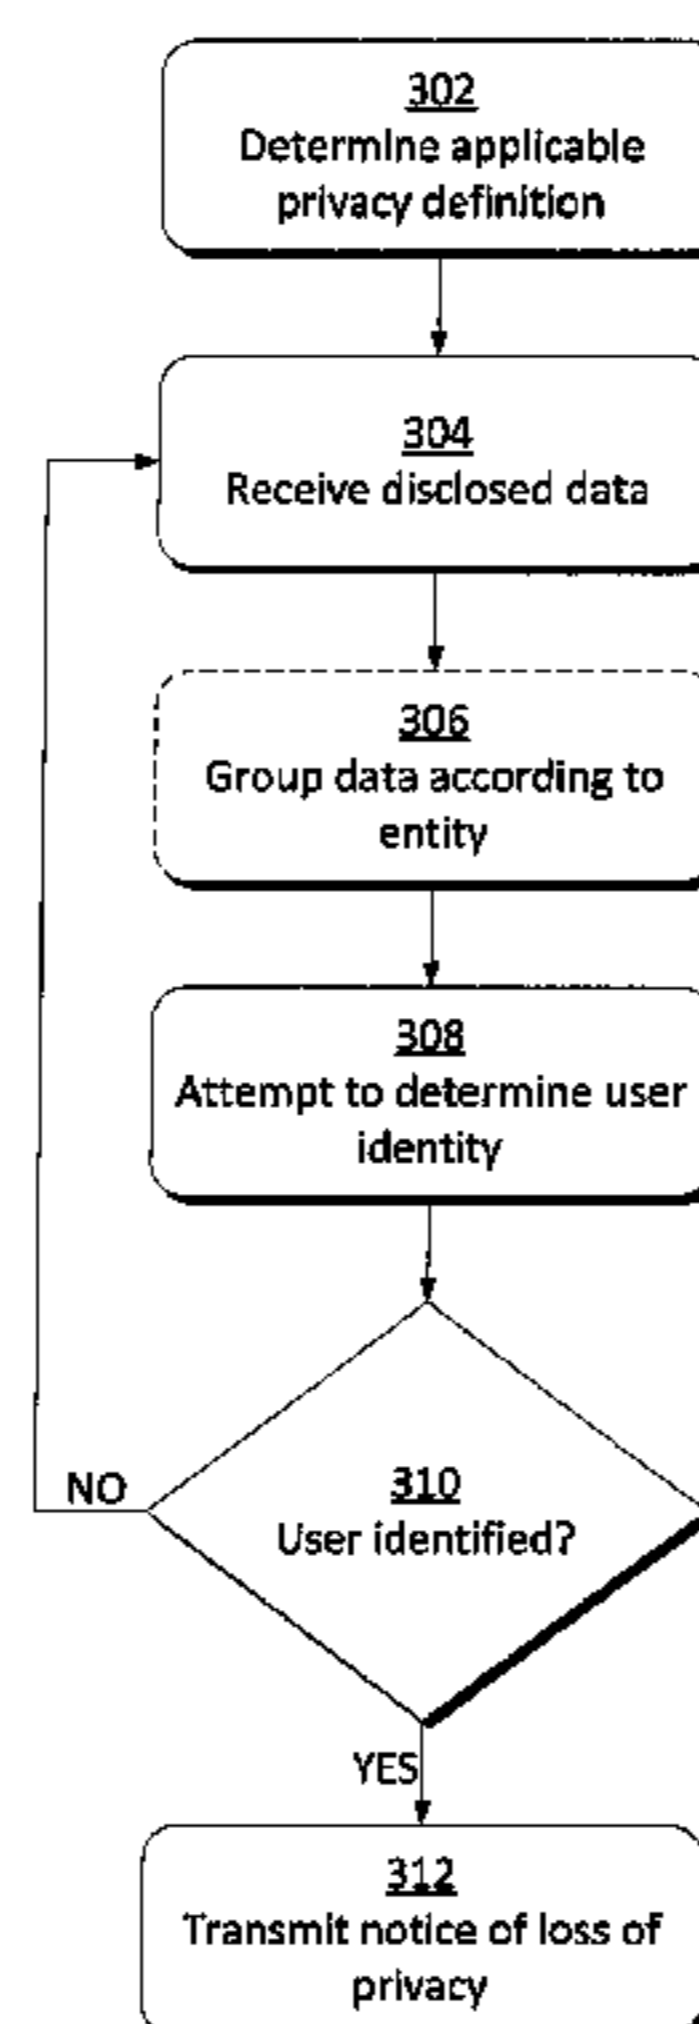 302
Determine applicable
privacy definition
304
Receive disclosed data
306
Group data according to
entity
308
Attempt to determine user
identity
310
User identified?
NO
YES
312
Transmit notice of loss of
privacy